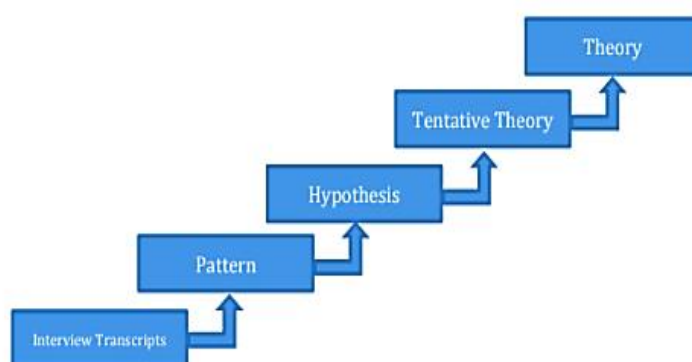 Theory
Tentative Theory
Hypothesis
Pattern
Interview Transcripts